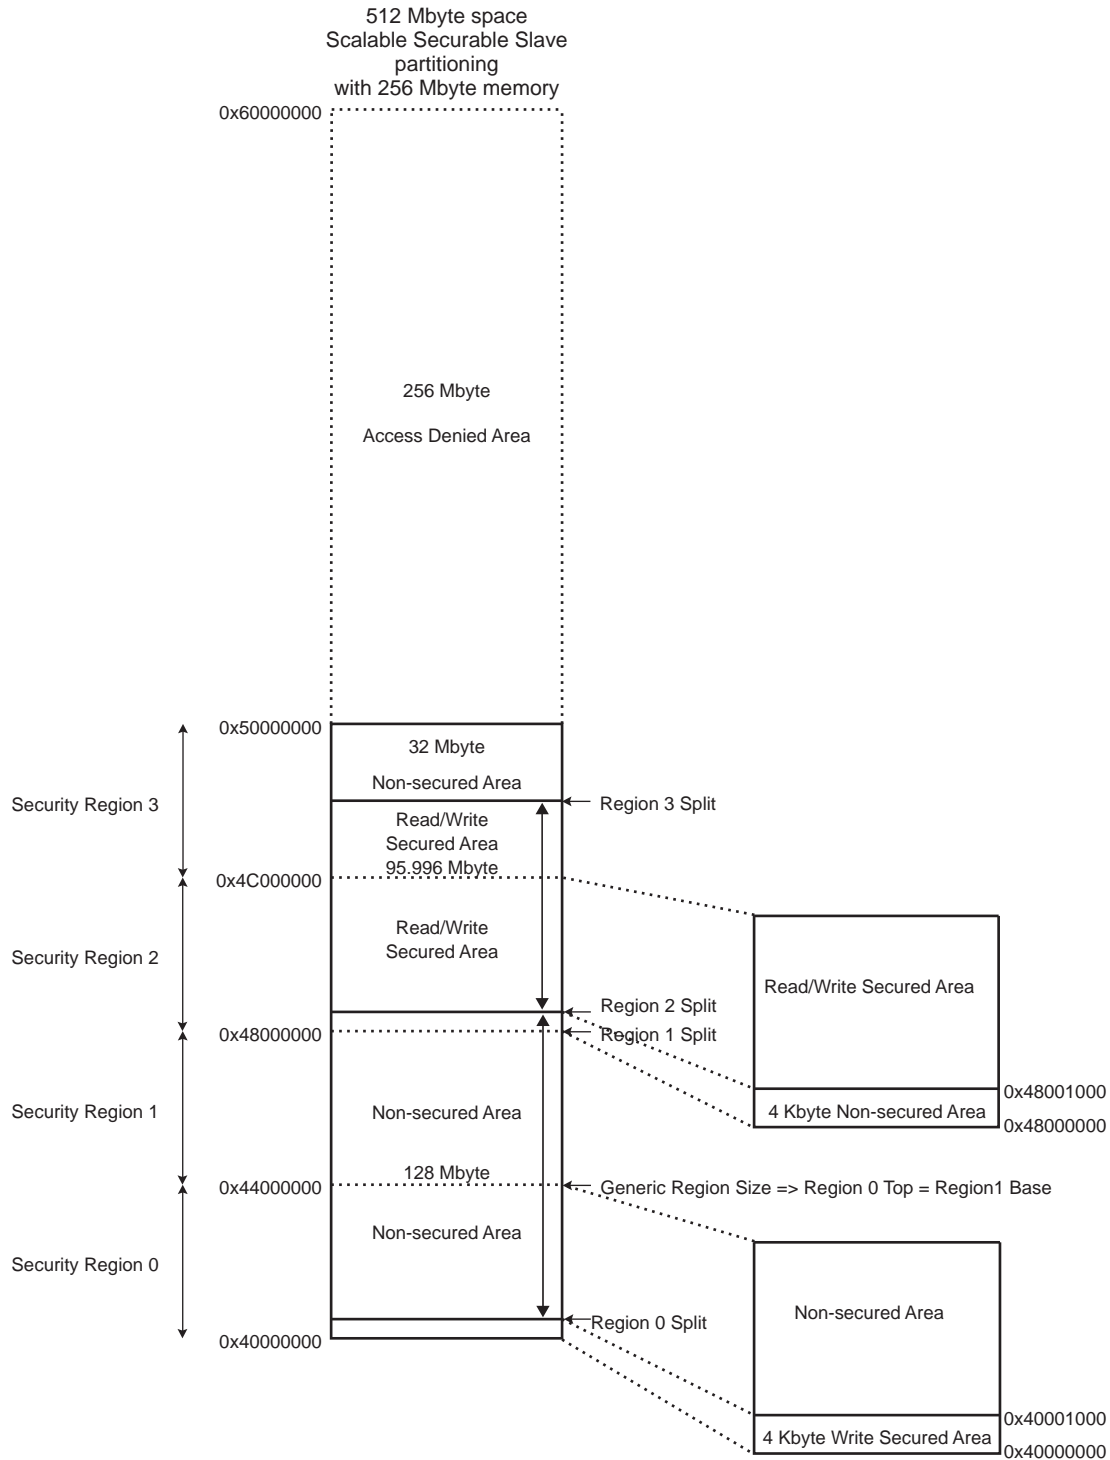 512 Mbyte space
Scalable Securable Slave
partitioning
with 256 Mbyte memory
0x60000000
256 Mbyte
Access Denied Area
0x50000000
32 Mbyte
Non-secured Area
Security Region 3
Region 3 Split
Read/Write
Secured Area
95.996 Mbyte
0x4C000000
Read/Write
Secured Area
Security Region 2
Read/Write Secured Area
Region 2 Split
0x48000000
Region 1 Split
0x48001000
4 Kbyte Non-secured Area
0x48000000
Security Region 1
Non-secured Area
128 Mbyte
0x44000000
Generic Region Size => Region 0 Top = Region1 Base
Non-secured Area
Security Region 0
Non-secured Area
Region 0 Split
0x40000000
0x40001000
4 Kbyte Write Secured Area
0x40000000